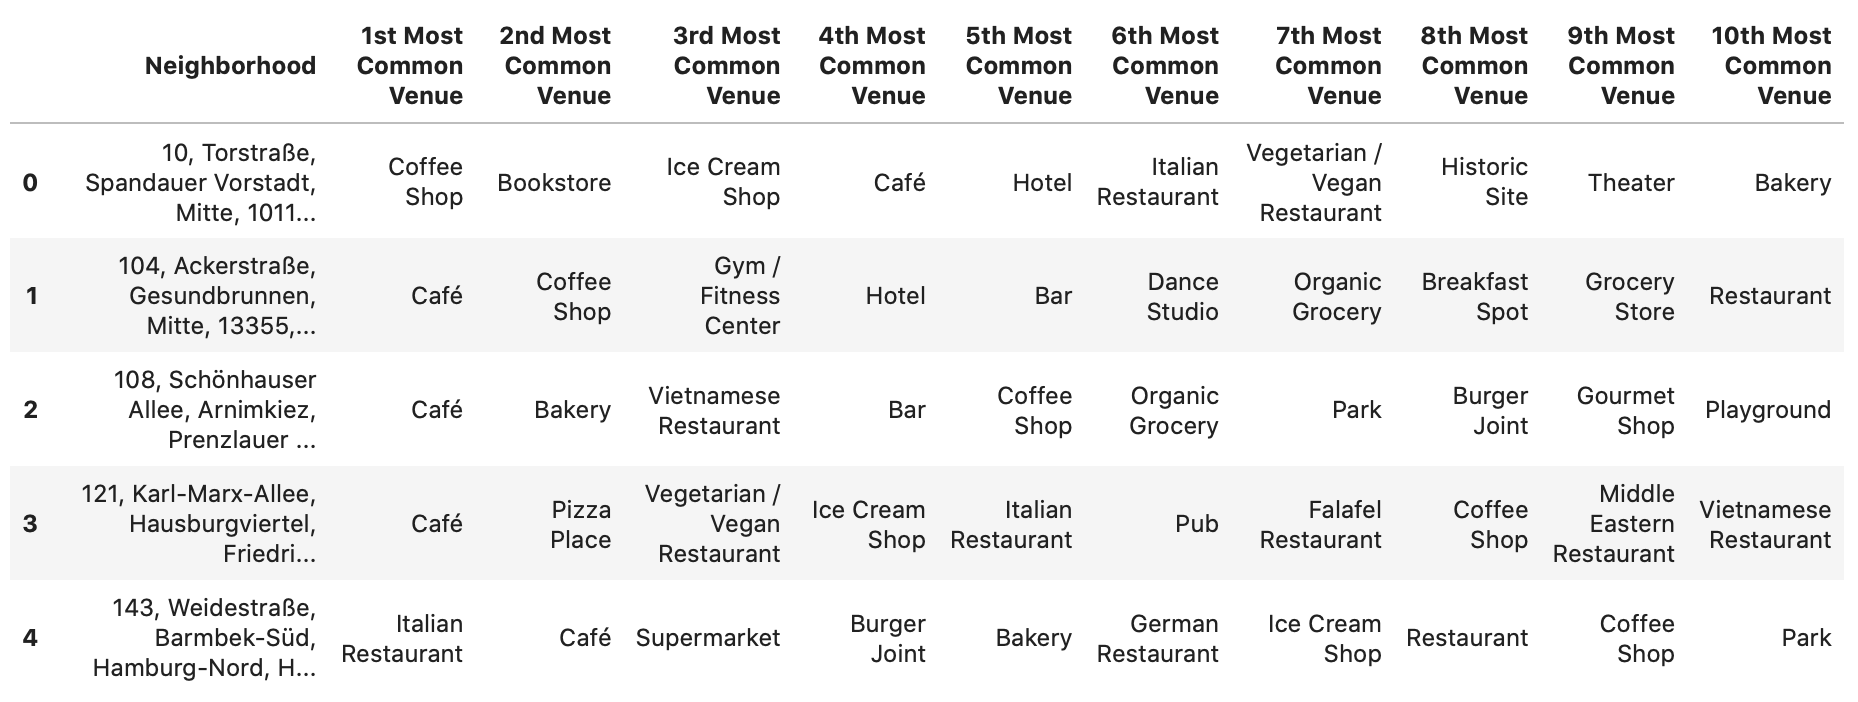 Neighborhood 1st Most Common Venue 2nd Most Common Venue 3rd Most Common Venue 4th Most Common Venue 5th Most Common Venue 6th Most Common Venue 7th Most Common Venue 8th Most Common Venue 9th Most Common Venue 10th Most Common Venue
0 10, Torstraße, Spandauer Vorstadt, Mitte, 1011... Coffee Shop Bookstore Ice Cream Shop Café Hotel Italian Restaurant Vegetarian / Vegan Restaurant Historic Site Theater Bakery
1 104, Ackerstraße, Gesundbrunnen, Mitte, 13355,... Café Coffee Shop Gym / Fitness Center Hotel Bar Dance Studio Organic Grocery Breakfast Spot Grocery Store Restaurant
2 108, Schönhauser Allee, Arnimkiez, Prenzlauer ... Café Bakery Vietnamese Restaurant Bar Coffee Shop Organic Grocery Park Burger Joint Gourmet Shop Playground
3 121, Karl-Marx-Allee, Hausburgviertel, Friedri... Café Pizza Place Vegetarian / Vegan Restaurant Ice Cream Shop Italian Restaurant Pub Falafel Restaurant Coffee Shop Middle Eastern Restaurant Vietnamese Restaurant
4 143, Weidestraße, Barmbek-Süd, Hamburg-Nord, H... Italian Restaurant Café Supermarket Burger Joint Bakery German Restaurant Ice Cream Shop Restaurant Coffee Shop Park